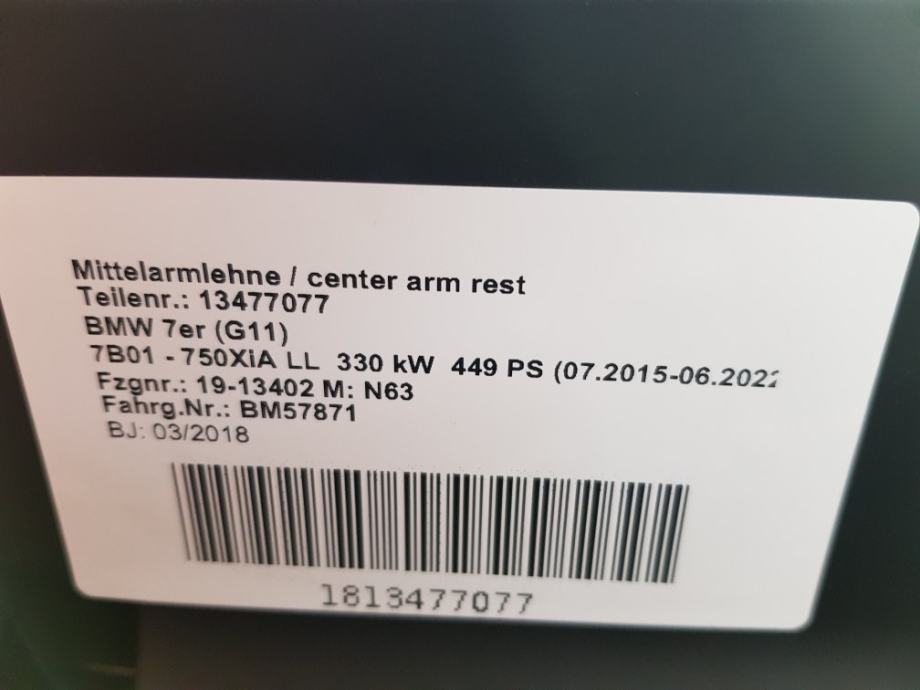 Mittelarmlehne / center arm rest
Teilenr.: 13477077
BMW 7er (G11)
7B01 - 750XiA LL 330 kW 449 PS (07.2015-06.2022
Fzgnr.: 19-13402 M: N63
Fahrg.Nr.: BM57871
BJ: 03/2018
1813477077